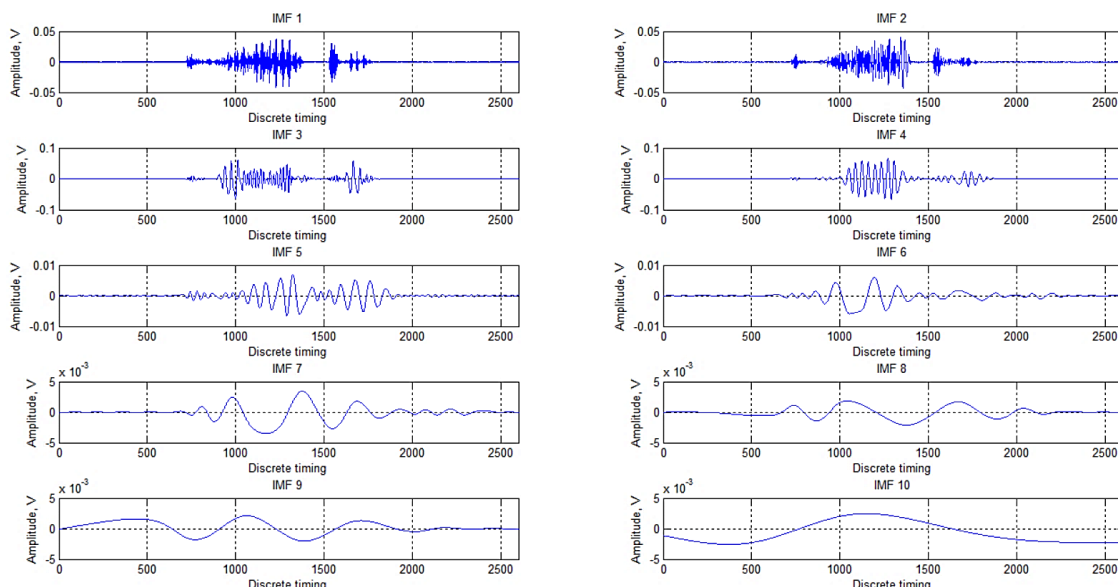 IMF 1
Amplitude, V
0.05
0
-0.05
0 500 1000 1500 2000 2500
Discrete timing
IMF 2
Amplitude, V
0.05
0
-0.05
0 500 1000 1500 2000 2500
Discrete timing
IMF 3
Amplitude, V
0.1
0
-0.1
0 500 1000 1500 2000 2500
Discrete timing
IMF 4
Amplitude, V
0.1
0
-0.1
0 500 1000 1500 2000 2500
Discrete timing
IMF 5
Amplitude, V
0.01
0
-0.01
0 500 1000 1500 2000 2500
Discrete timing
IMF 6
Amplitude, V
0.01
0
-0.01
0 500 1000 1500 2000 2500
Discrete timing
x 10⁻³
IMF 7
Amplitude, V
5
0
-5
0 500 1000 1500 2000 2500
Discrete timing
x 10⁻³
IMF 8
Amplitude, V
5
0
-5
0 500 1000 1500 2000 2500
Discrete timing
x 10⁻³
IMF 9
Amplitude, V
5
0
-5
0 500 1000 1500 2000 2500
Discrete timing
x 10⁻³
IMF 10
Amplitude, V
5
0
-5
0 500 1000 1500 2000 2500
Discrete timing